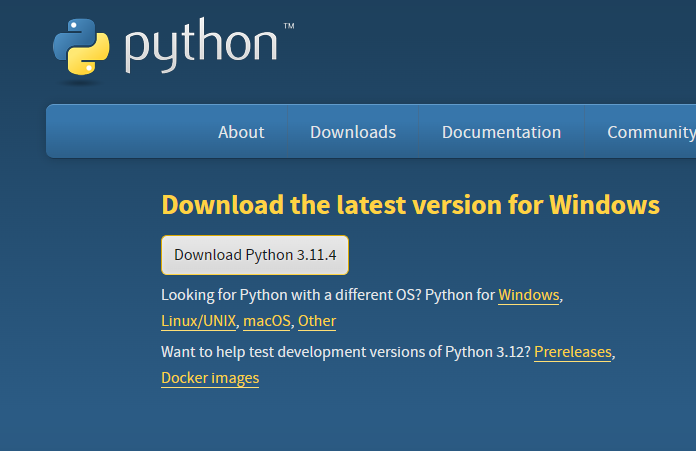 python™
About Downloads Documentation Community
Download the latest version for Windows
Download Python 3.11.4
Looking for Python with a different OS? Python for Windows,
Linux/UNIX, macOS, Other
Want to help test development versions of Python 3.12? Prereleases,
Docker images